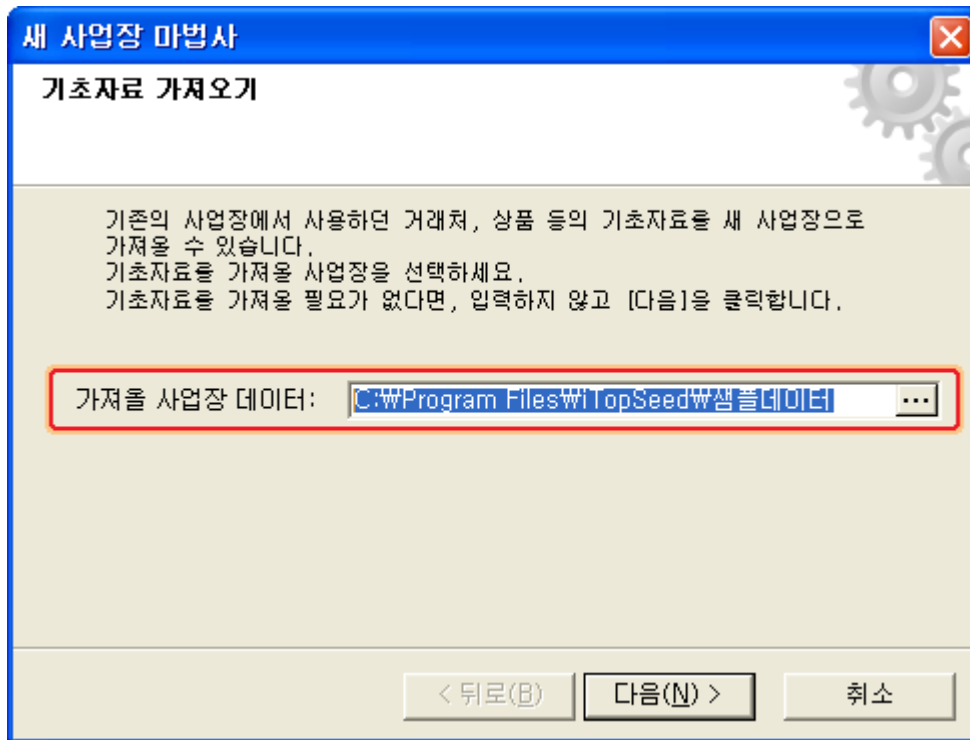 새 사업장 마법사
기초자료 가져오기
기존의 사업장에서 사용하던 거래처, 상품 등의 기초자료를 새 사업장으로
가져올 수 있습니다.
기초자료를 가져올 사업장을 선택하세요.
기초자료를 가져올 필요가 없다면, 입력하지 않고 [다음]을 클릭합니다.
가져올 사업장 데이터: C:₩Program Files₩iTopSeed₩샘플데이터 ...
< 뒤로(B) 다음(N) > 취소